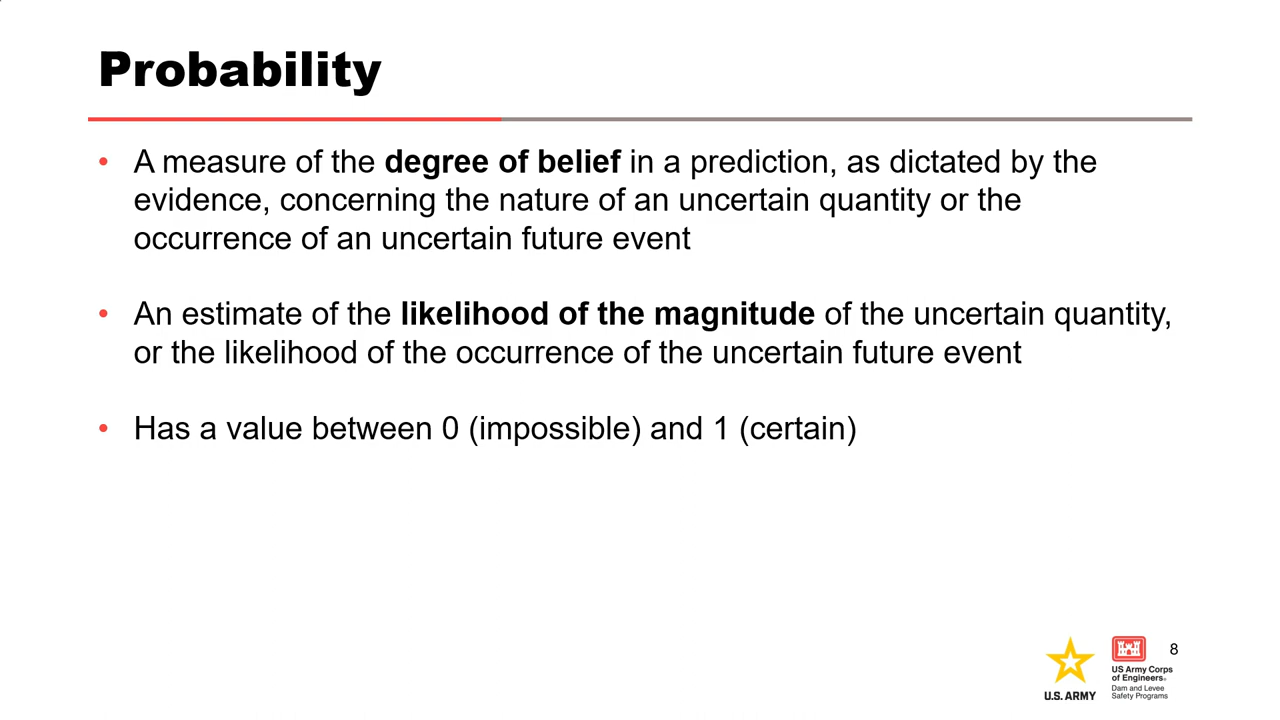 Probability
• A measure of the degree of belief in a prediction, as dictated by the
evidence, concerning the nature of an uncertain quantity or the
occurrence of an uncertain future event
• An estimate of the likelihood of the magnitude of the uncertain quantity,
or the likelihood of the occurrence of the uncertain future event
• Has a value between 0 (impossible) and 1 (certain)
8
U.S. ARMY
US Army Corps
of Engineers®
Dam and Levee
Safety Programs